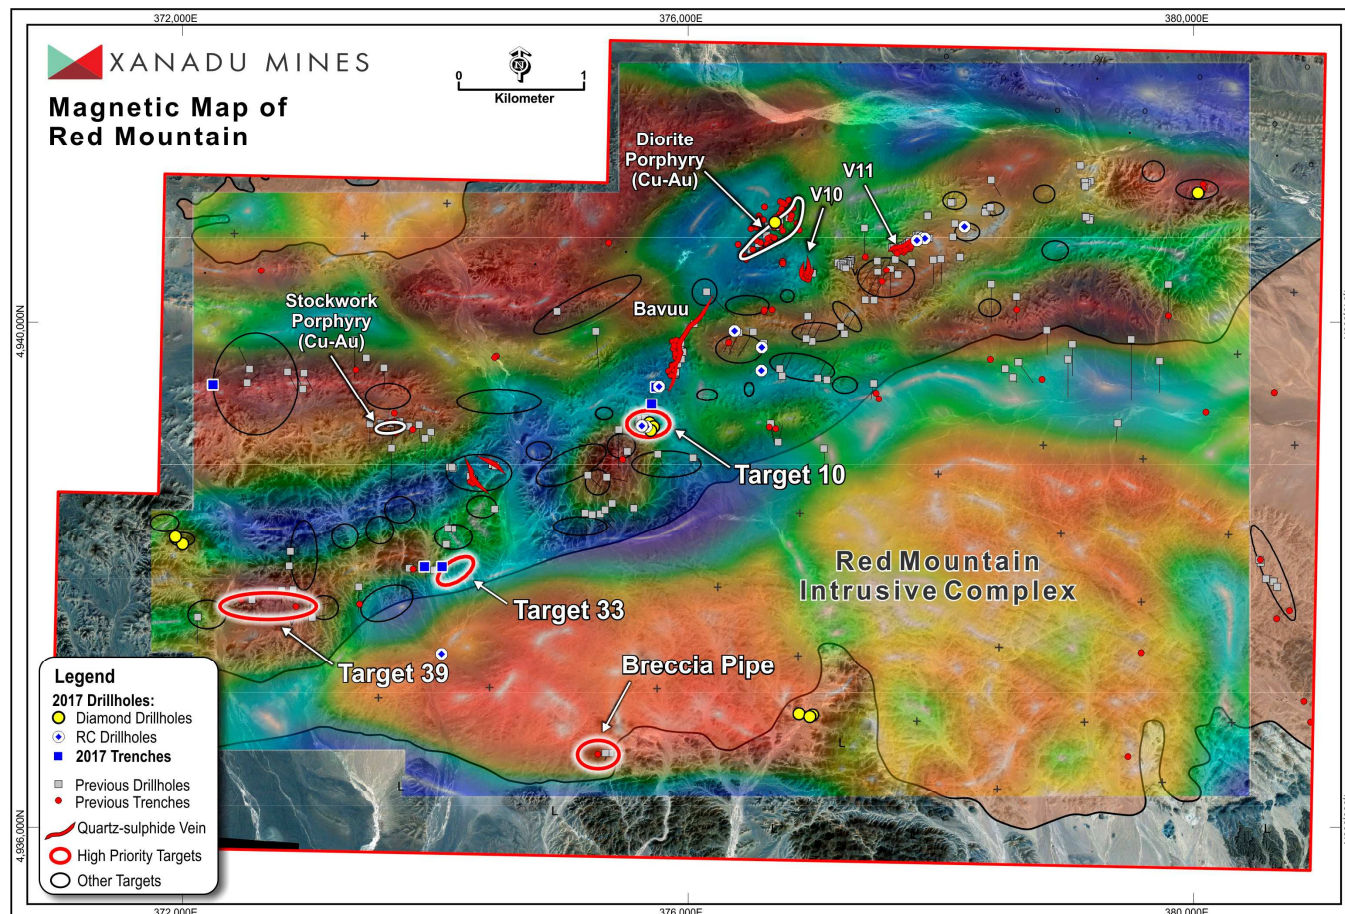 372,000E
376,000E
380,000E
XANADU MINES
Magnetic Map of
Red Mountain
N
0 1
Kilometer
Diorite
Porphyry
(Cu-Au)
V10
V11
Stockwork
Porphyry
(Cu-Au)
Bavuu
4,940,000N
Target 10
Red Mountain
Intrusive Complex
Target 33
Target 39
Breccia Pipe
L
L
L
L
L
4,936,000N
Legend
2017 Drillholes:
Diamond Drillholes
RC Drillholes
2017 Trenches
Previous Drillholes
Previous Trenches
Quartz-sulphide Vein
High Priority Targets
Other Targets
372,000E
376,000E
380,000E